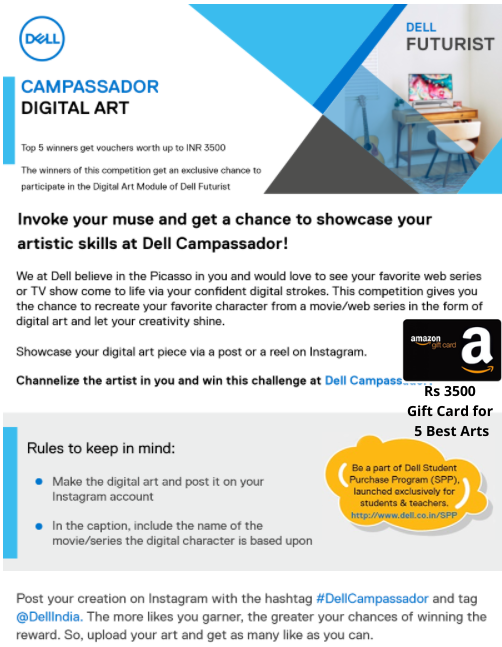 DELL
DELL
FUTURIST
CAMPASSADOR
DIGITAL ART
Top 5 winners get vouchers worth up to INR 3500
The winners of this competition get an exclusive chance to
participate in the Digital Art Module of Dell Futurist
Invoke your muse and get a chance to showcase your
artistic skills at Dell Campassador!
We at Dell believe in the Picasso in you and would love to see your favorite web series
or TV show come to life via your confident digital strokes. This competition gives you
the chance to recreate your favorite character from a movie/web series in the form of
digital art and let your creativity shine.
Showcase your digital art piece via a post or a reel on Instagram.
Channelize the artist in you and win this challenge at Dell
amazon
gift card
a
Rs 3500
Gift Card for
5 Best Arts
Rules to keep in mind:
Make the digital art and post it on your
Instagram account
In the caption, include the name of the
movie/series the digital character is based upon
Be a part of Dell Student
Purchase Program (SPP),
launched exclusively for
students & teachers.
http://www.dell.co.in/SPP
Post your creation on Instagram with the hashtag #DellCampassador and tag
@DellIndia. The more likes you garner, the greater your chances of winning the
reward. So, upload your art and get as many like as you can.